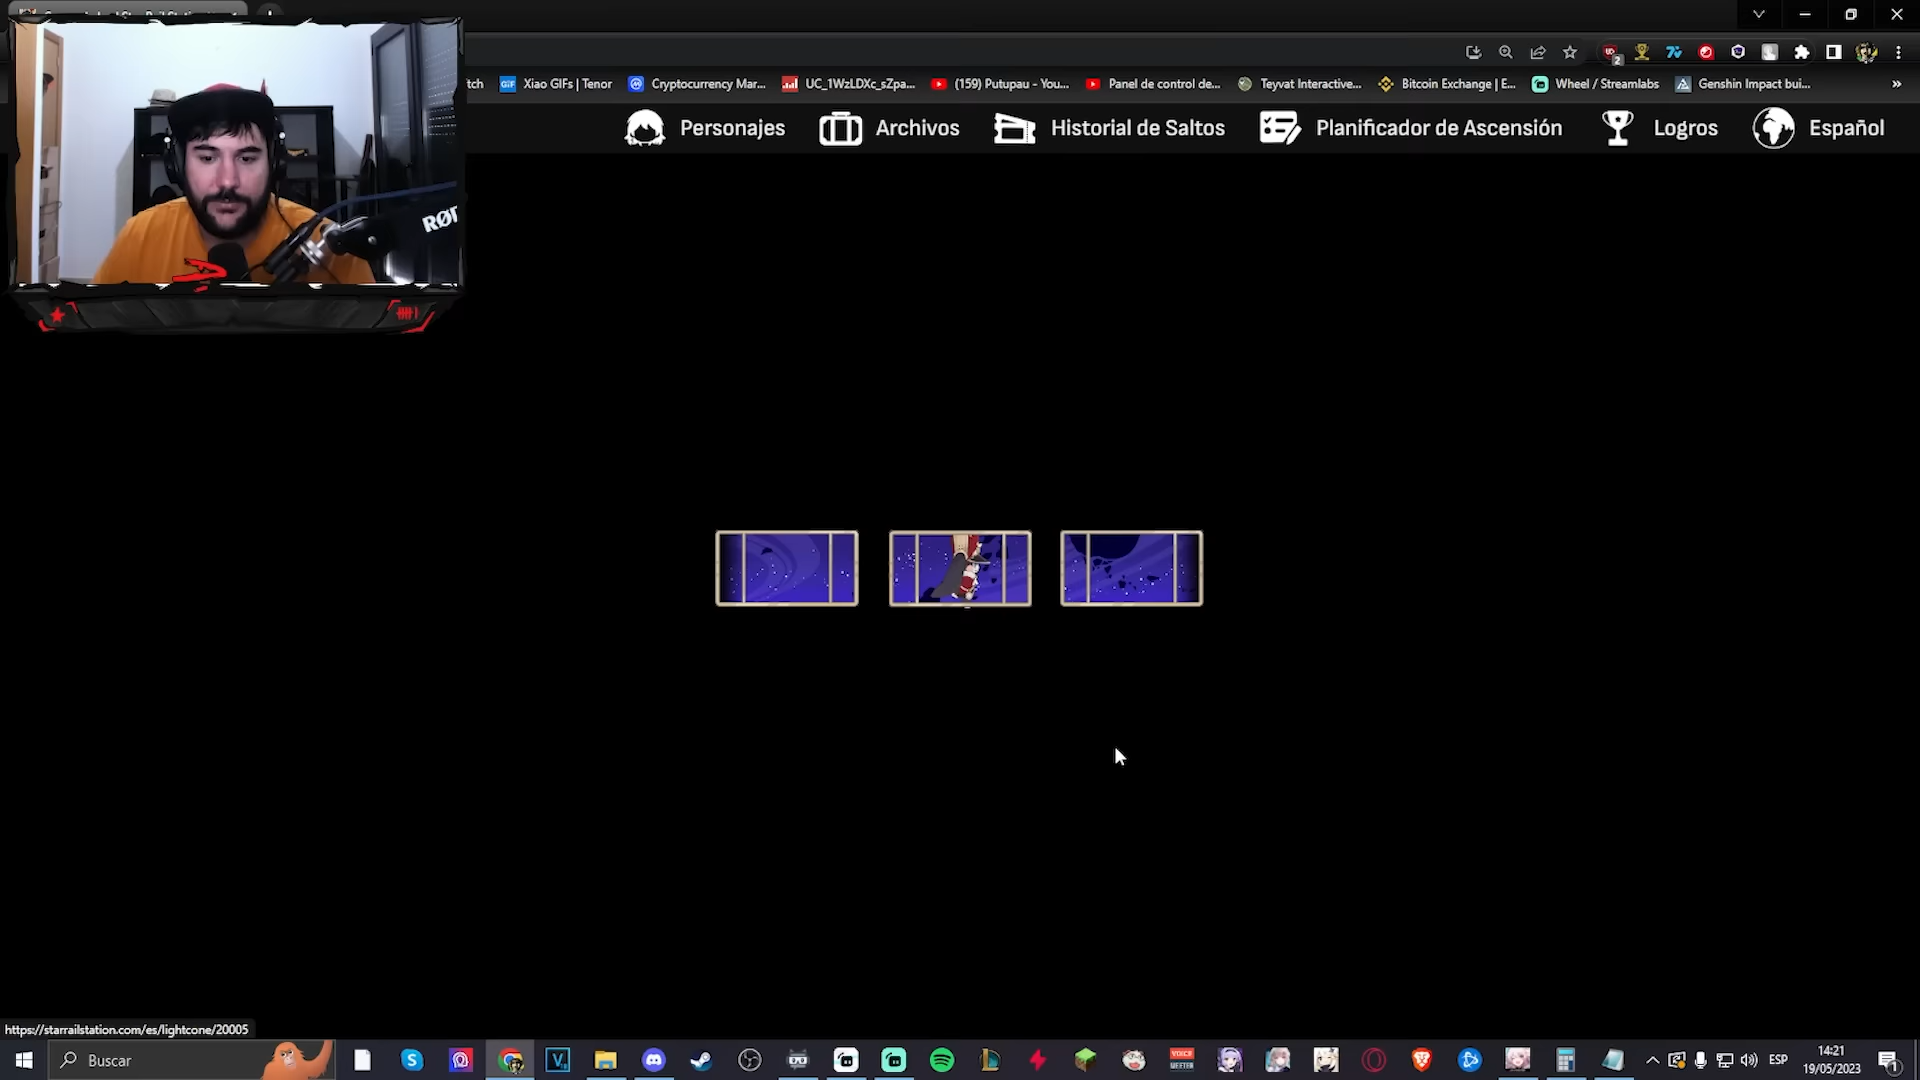 tch
GIF
Xiao GIFs | Tenor
Cryptocurrency Mar...
UC_1WzLDXc_sZpa...
(159) Putupau - You...
Panel de control de...
Teyvat Interactive...
Bitcoin Exchange | E...
Wheel / Streamlabs
Genshin Impact bui...
»
Personajes
Archivos
Historial de Saltos
Planificador de Ascensión
Logros
Español
https://starrailstation.com/es/lightcone/20005
Buscar
ESP
14:21
19/05/2023